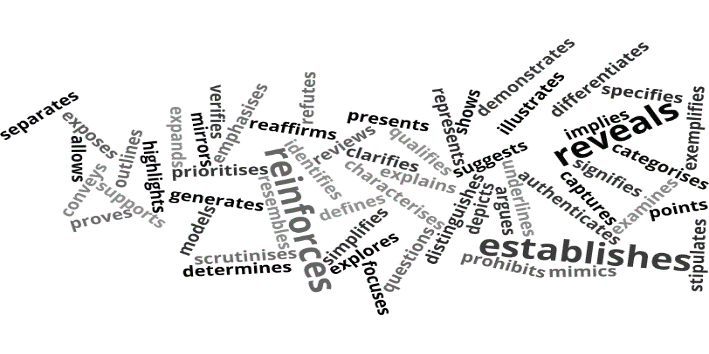 separates
exposes
allows
outlines
conveys
supports
proves
highlights
expands
verifies
mirrors
emphasises
prioritises
generates
models
scrutinises
determines
refutes
reaffirms
identifies
reinforces
resembles
reviews
presents
clarifies
qualifies
explains
characterises
defines
simplifies
explores
focuses
questions
represents
shows
demonstrates
illustrates
differentiates
suggests
distinguishes
depicts
argues
underlines
authenticates
establishes
prohibits
mimics
specifies
implies
reveals
categorises
signifies
captures
examines
exemplifies
points
stipulates